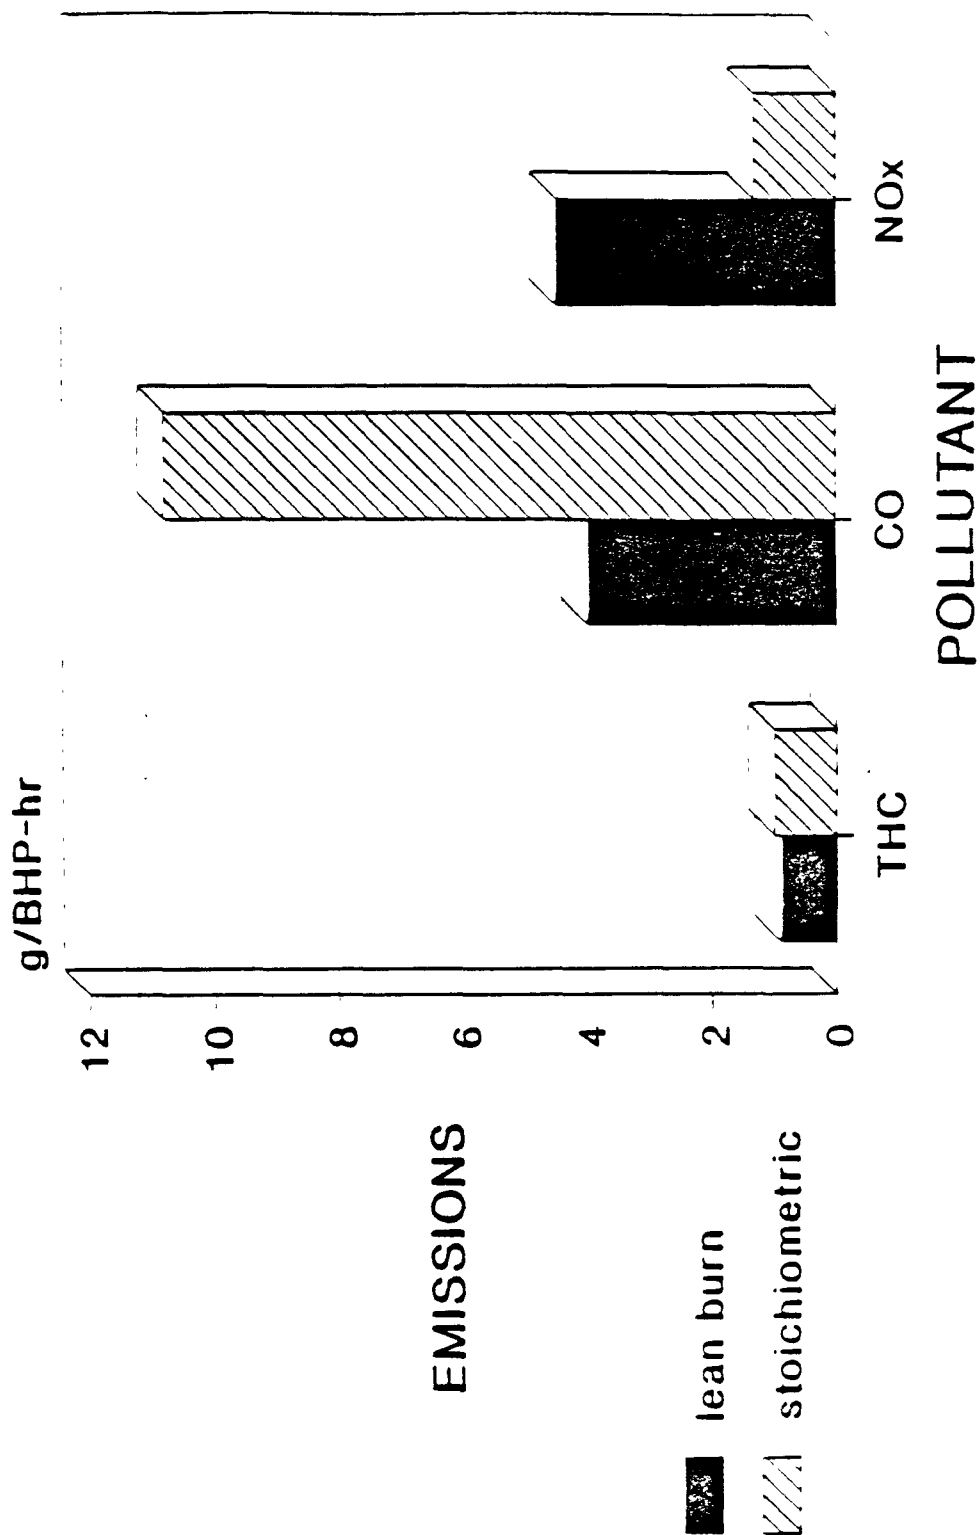 g/BHP-hr
12
10
8
6
4
2
0
EMISSIONS
THC
CO
NOx
POLLUTANT
lean burn
stoichiometric